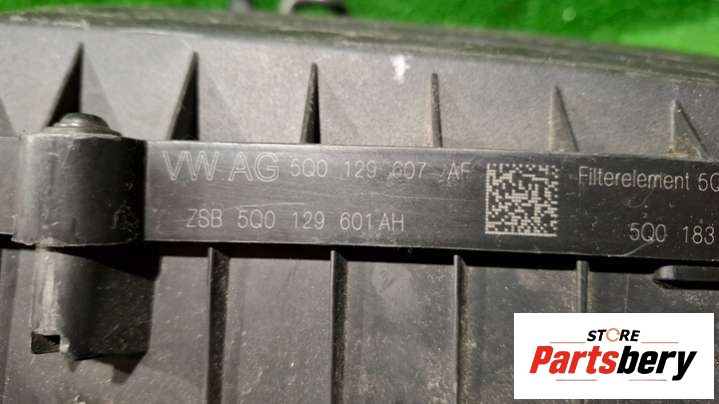 VW AG 5Q0 129 607 AF
Filterelement 5Q
ZSB 5Q0 129 601 AH
5Q0 183
STORE
Partsbery